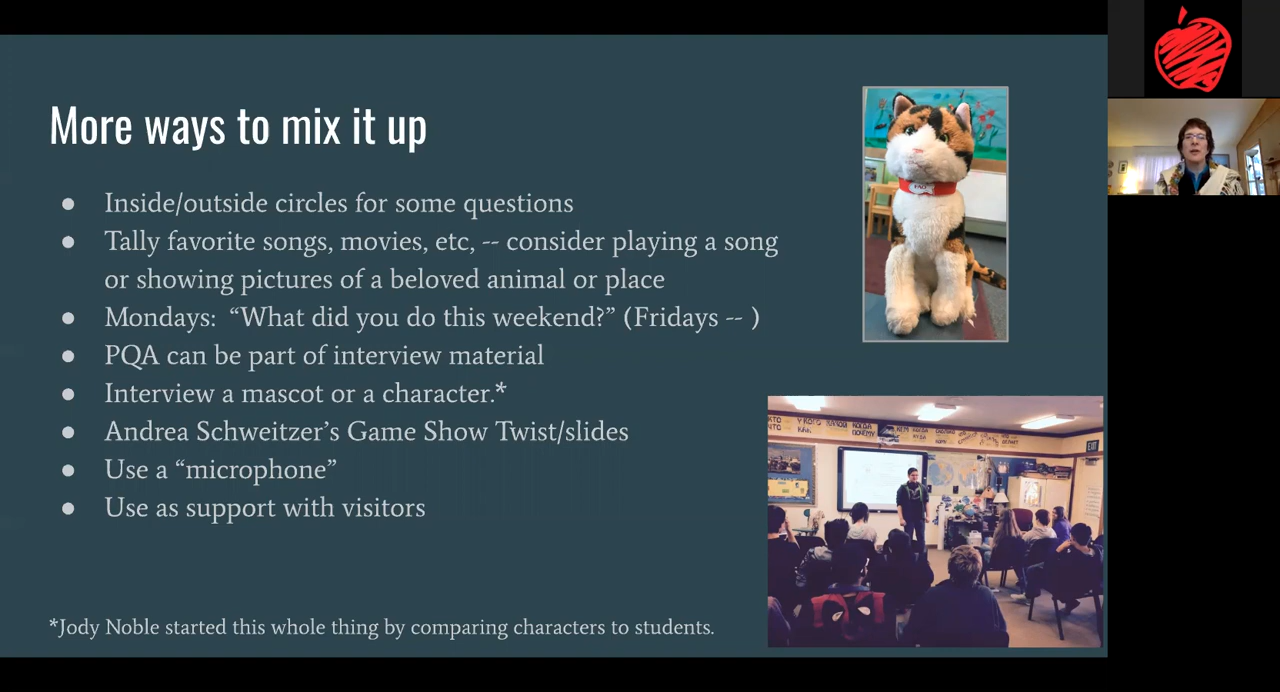 More ways to mix it up
● Inside/outside circles for some questions
● Tally favorite songs, movies, etc, -- consider playing a song
or showing pictures of a beloved animal or place
● Mondays: “What did you do this weekend?” (Fridays -- )
● PQA can be part of interview material
● Interview a mascot or a character.*
● Andrea Schweitzer’s Game Show Twist/slides
● Use a “microphone”
● Use as support with visitors
*Jody Noble started this whole thing by comparing characters to students.
FAO
EXIT